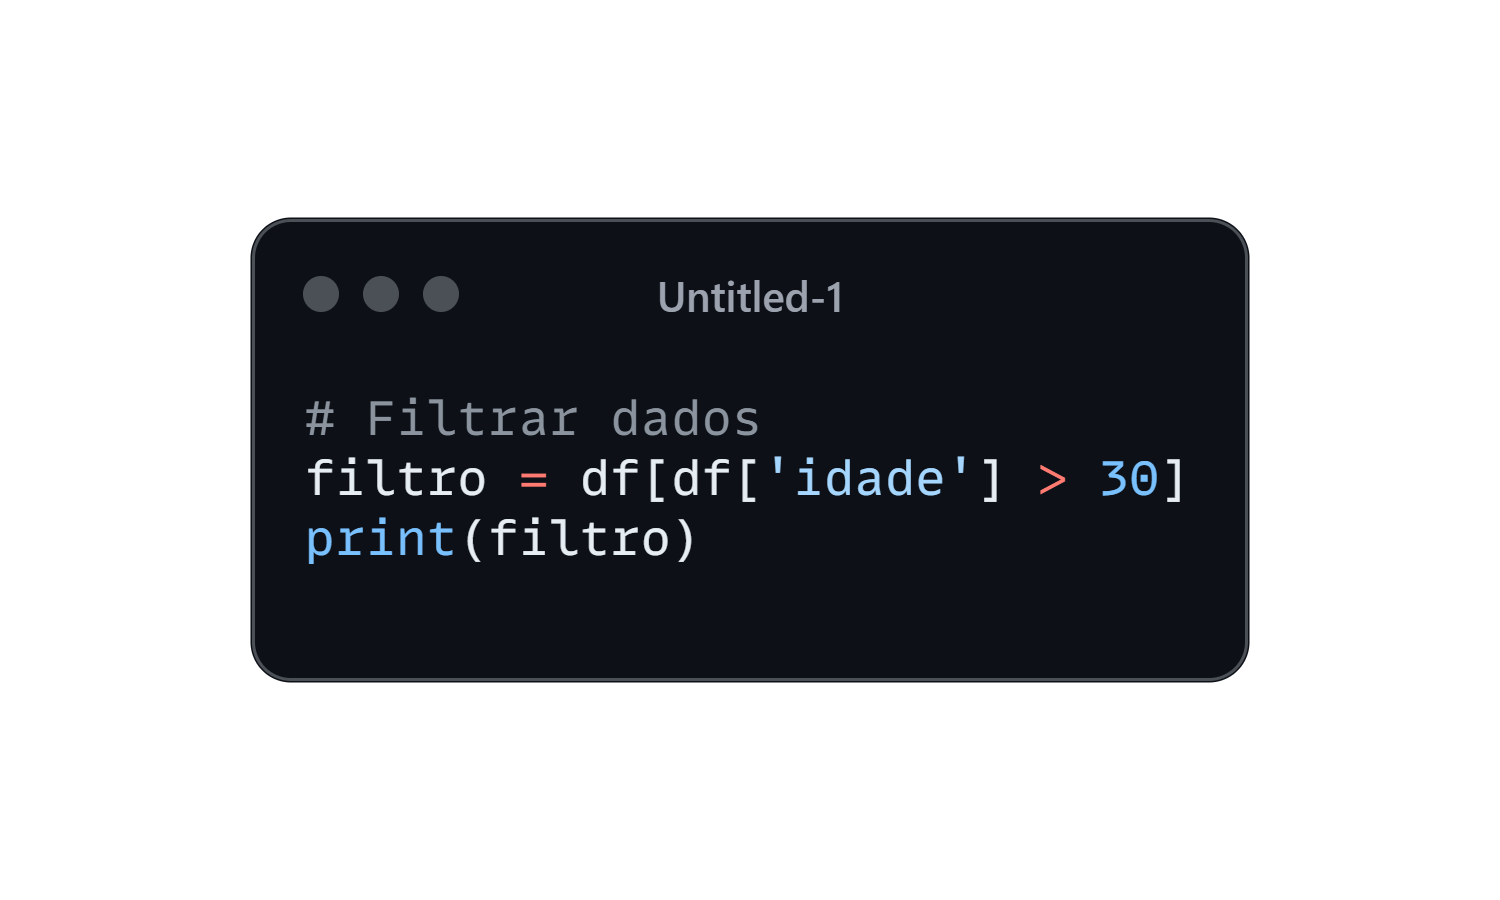 Untitled-1
# Filtrar dados
filtro = df[df['idade'] > 30]
print(filtro)